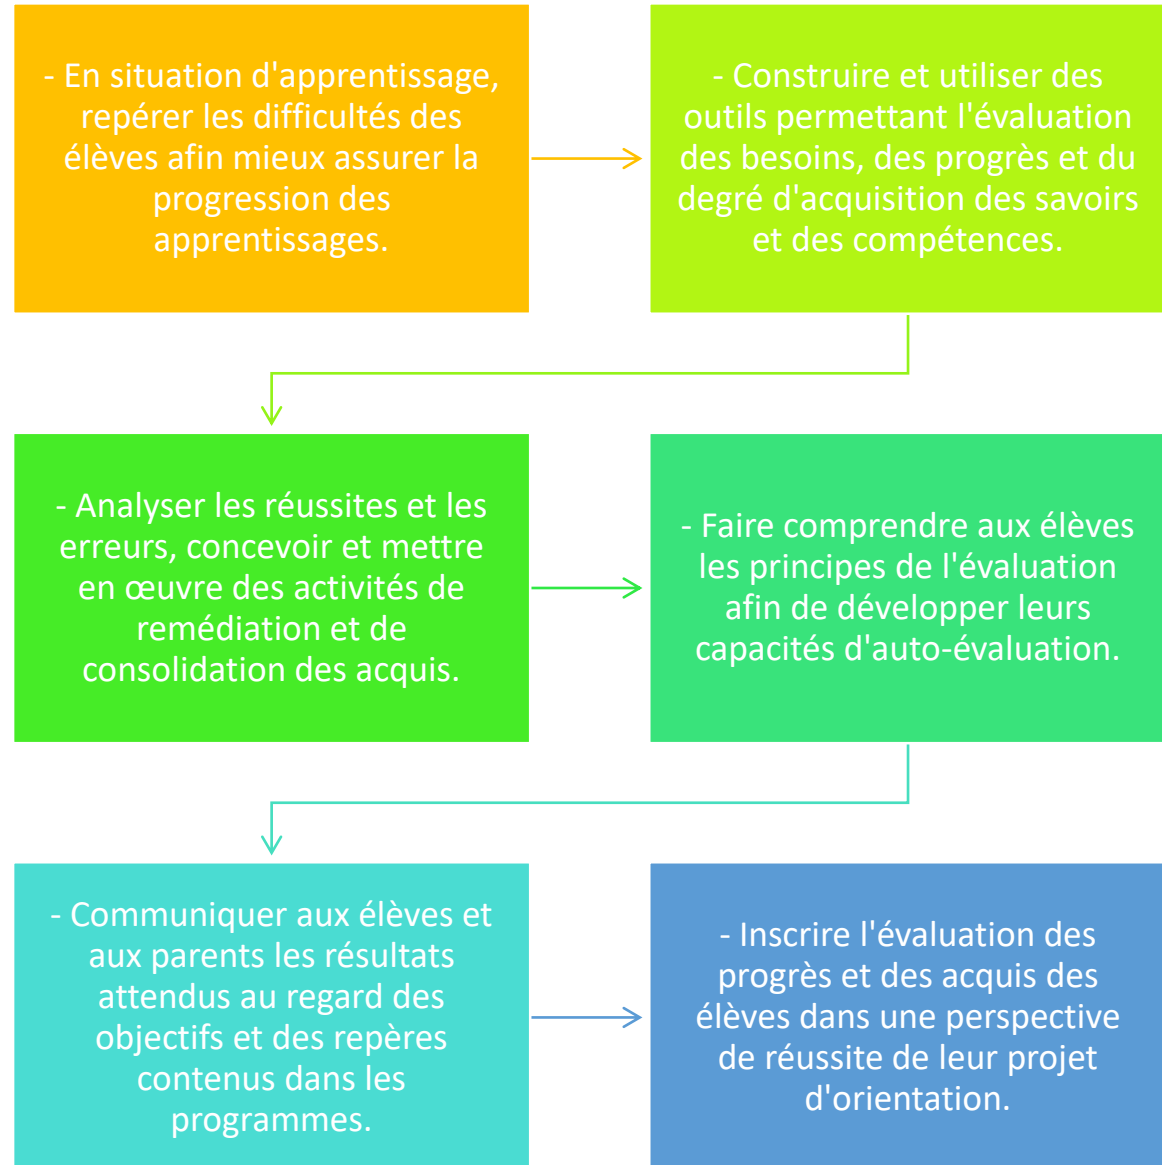 - En situation d'apprentissage,
repérer les difficultés des
élèves afin mieux assurer la
progression des
apprentissages.
- Construire et utiliser des
outils permettant l'évaluation
des besoins, des progrès et du
degré d'acquisition des savoirs
et des compétences.
- Analyser les réussites et les
erreurs, concevoir et mettre
en œuvre des activités de
remédiation et de
consolidation des acquis.
- Faire comprendre aux élèves
les principes de l'évaluation
afin de développer leurs
capacités d'auto-évaluation.
- Communiquer aux élèves et
aux parents les résultats
attendus au regard des
objectifs et des repères
contenus dans les
programmes.
- Inscrire l'évaluation des
progrès et des acquis des
élèves dans une perspective
de réussite de leur projet
d'orientation.